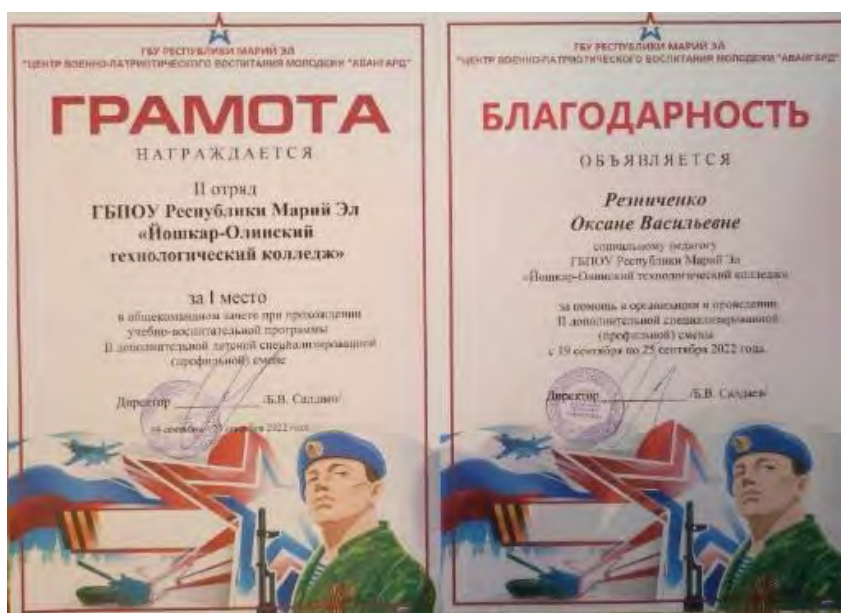 ГБУ РЕСПУБЛИКИ МАРИЙ ЭЛ
"ЦЕНТР ВОЕННО-ПАТРИОТИЧЕСКОГО ВОСПИТАНИЯ МОЛОДЕЖИ "АВАНГАРД"
ГРАМОТА
НАГРАЖДАЕТСЯ
II отряд
ГБПОУ Республики Марий Эл
«Йошкар-Олинский
технологический колледж»
за I место
в общекомандном зачете при прохождении
учебно-воспитательной программы
II дополнительной детской специализированной
(профильной) смене
Директор /Б.В. Салдаев/
19 сентября - 25 сентября 2022 года
ГБУ РЕСПУБЛИКИ МАРИЙ ЭЛ
"ЦЕНТР ВОЕННО-ПАТРИОТИЧЕСКОГО ВОСПИТАНИЯ МОЛОДЕЖИ "АВАНГАРД"
БЛАГОДАРНОСТЬ
ОБЪЯВЛЯЕТСЯ
Резниченко
Оксане Васильевне
социальному педагогу
ГБПОУ Республики Марий Эл
«Йошкар-Олинский технологический колледж»
за помощь в организации и проведении
II дополнительной специализированной
(профильной) смены
с 19 сентября по 25 сентября 2022 года
Директор /Б.В. Салдаев/